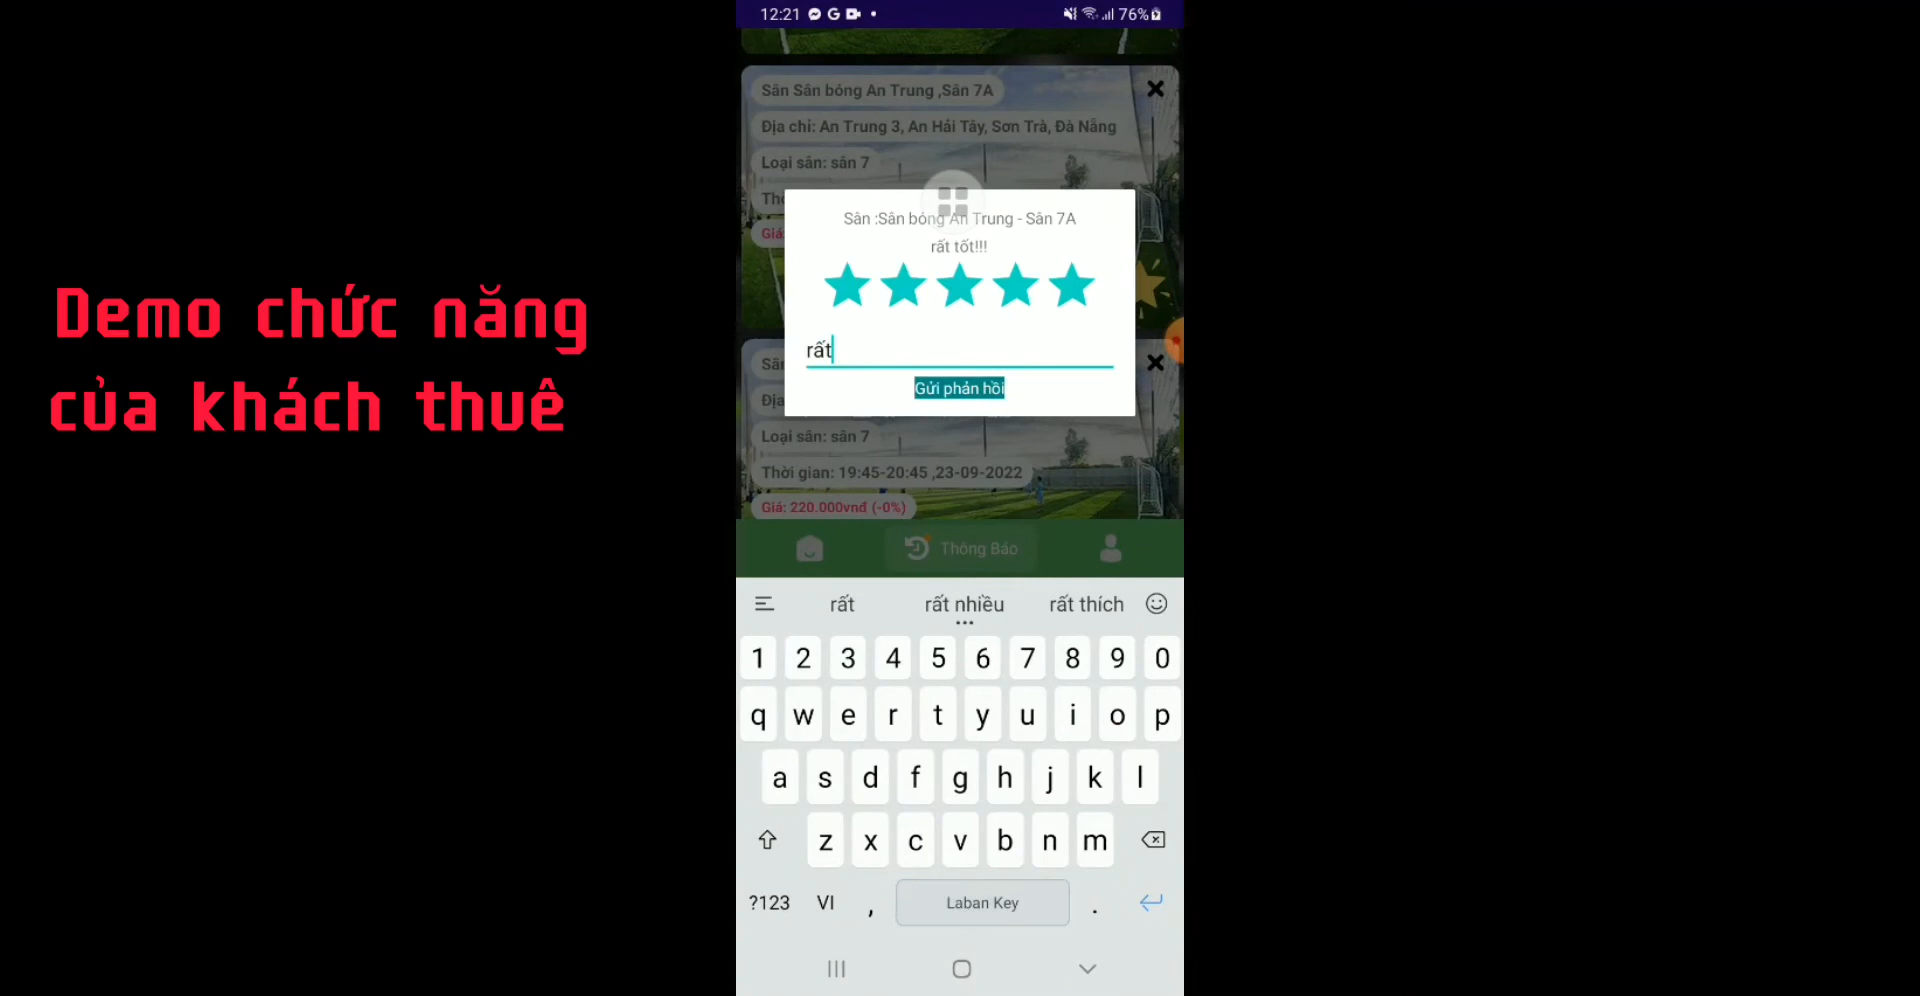 Demo chức năng
của khách thuê
12:21
76%
Sân Sân bóng An Trung ,Sân 7A
Địa chỉ: An Trung 3, An Hải Tây, Sơn Trà, Đà Nẵng
Loại sân: sân 7
Giá:
Sân :Sân bóng An Trung - Sân 7A
rất tốt!!!
rất
Gửi phản hồi
Loại sân: sân 7
Thời gian: 19:45-20:45 ,23-09-2022
Giá: 220.000vnđ (-0%)
Thông Báo
rất rất nhiều rất thích
1 2 3 4 5 6 7 8 9 0
q w e r t y u i o p
a s d f g h j k l
z x c v b n m
?123 VI , Laban Key .